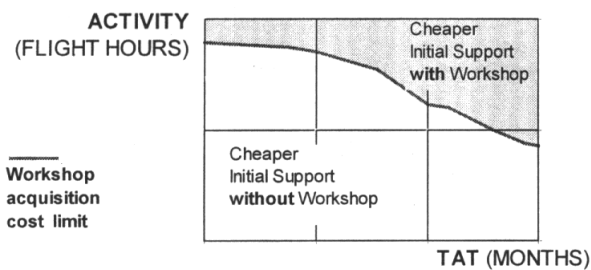 ACTIVITY
(FLIGHT HOURS)
Cheaper
Initial Support
with Workshop
Cheaper
Initial Support
without Workshop
Workshop
acquisition
cost limit
TAT (MONTHS)